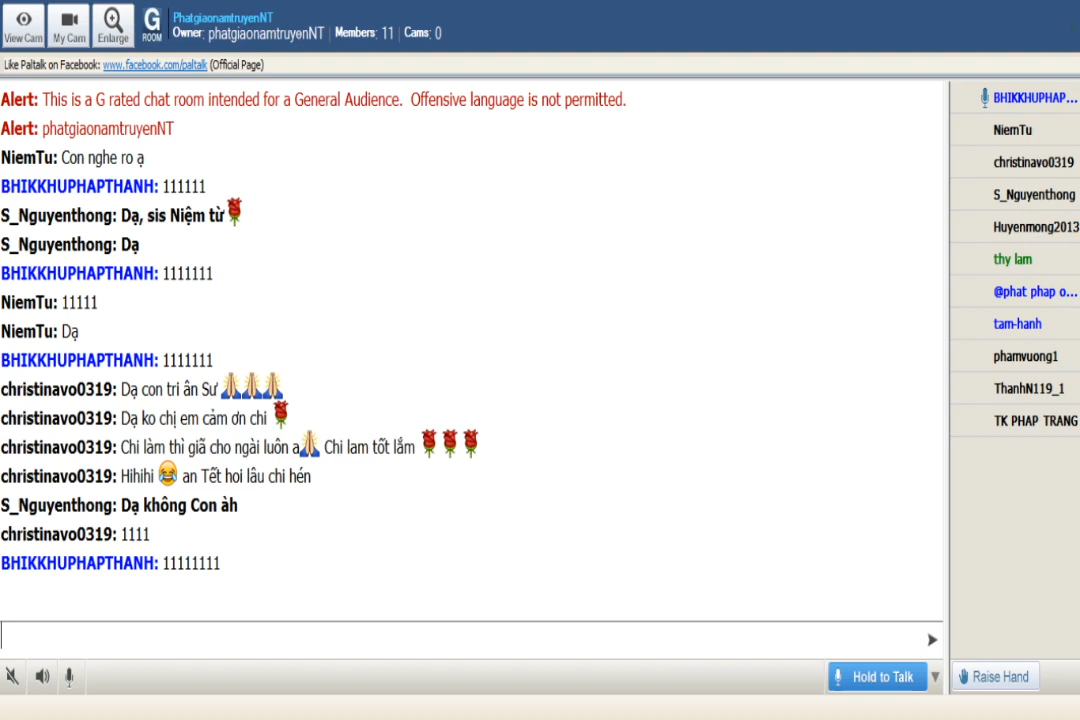 View Cam
My Cam
Enlarge
G
ROOM
PhatgiaonamtruyenNT
Owner: phatgiaonamtruyenNT | Members: 11 | Cams: 0
Like Paltalk on Facebook: www.facebook.com/paltalk (Official Page)
Alert: This is a G rated chat room intended for a General Audience. Offensive language is not permitted.
Alert: phatgiaonamtruyenNT
NiemTu: Con nghe ro ạ
BHIKKHUPHAPTHANH: 111111
S_Nguyenthong: Dạ, sis Niệm từ
S_Nguyenthong: Dạ
BHIKKHUPHAPTHANH: 1111111
NiemTu: 11111
NiemTu: Dạ
BHIKKHUPHAPTHANH: 1111111
christinavo0319: Dạ con tri ân Sư
christinavo0319: Dạ ko chị em cảm ơn chi
christinavo0319: Chi làm thì giã cho ngài luôn a Chi lam tốt lắm
christinavo0319: Hihihi an Tết hoi lâu chi hén
S_Nguyenthong: Dạ không Con àh
christinavo0319: 1111
BHIKKHUPHAPTHANH: 11111111
BHIKKHUPHAP...
NiemTu
christinavo0319
S_Nguyenthong
Huyenmong2013
thy lam
@phat phap o...
tam-hanh
phamvuong1
ThanhN119_1
TK PHAP TRANG
Hold to Talk
Raise Hand